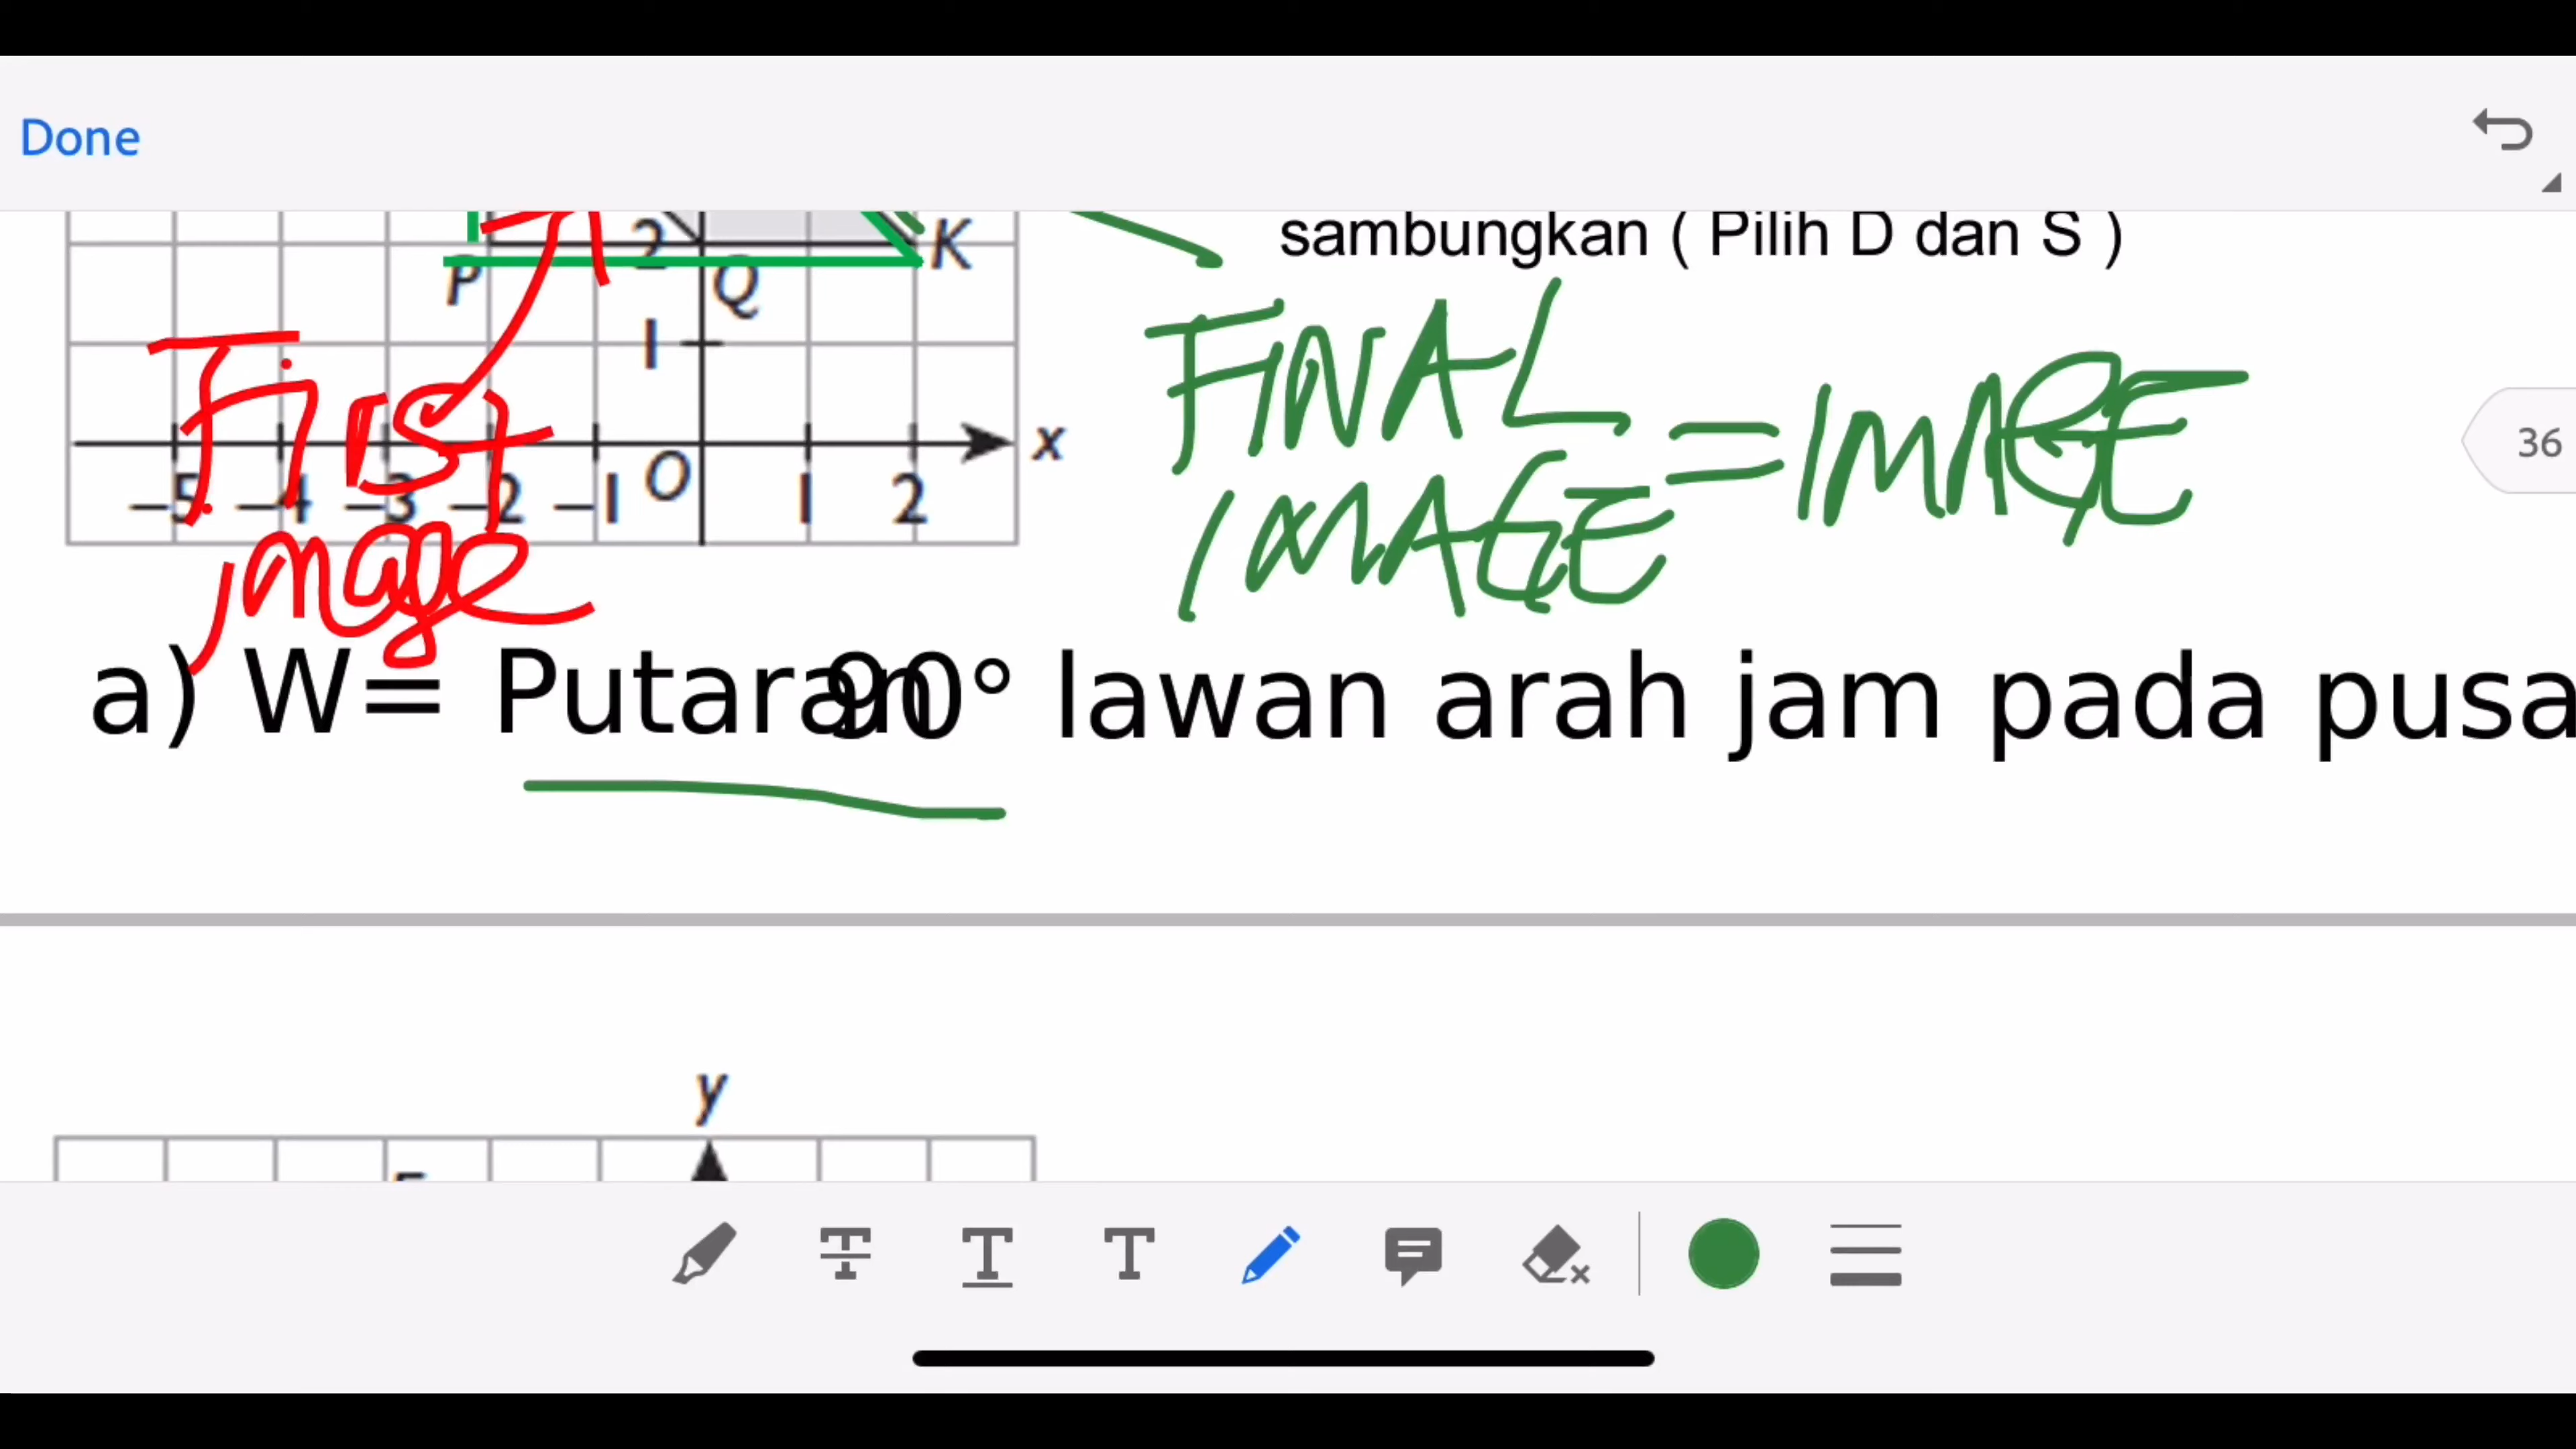 Done
sambungkan ( Pilih D dan S )
2 K
P Q
FINAL
1
First
= IMAGE
x
O
-5 -4 -3 -2 -1 1 2
36
IMAGE
image
a) W= Putaran 90° lawan arah jam pada pusa
y